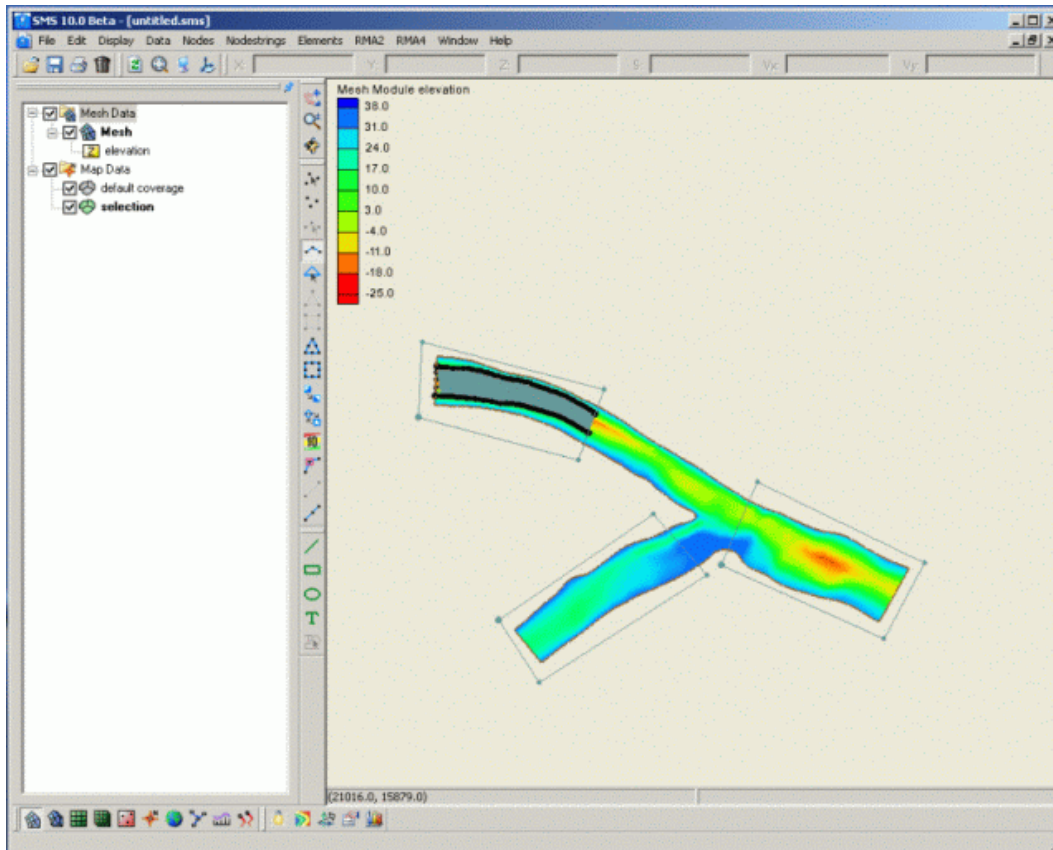 SMS 10.0 Beta - [untitled.sms]
File Edit Display Data Nodes Nodestrings Elements RMA2 RMA4 Window Help
X: Y: Z: S: Vx: Vy:
Mesh Data
Mesh
Z elevation
Map Data
default coverage
selection
Mesh Module elevation
38.0
31.0
24.0
17.0
10.0
3.0
-4.0
-11.0
-18.0
-25.0
T
(21016.0, 15879.0)